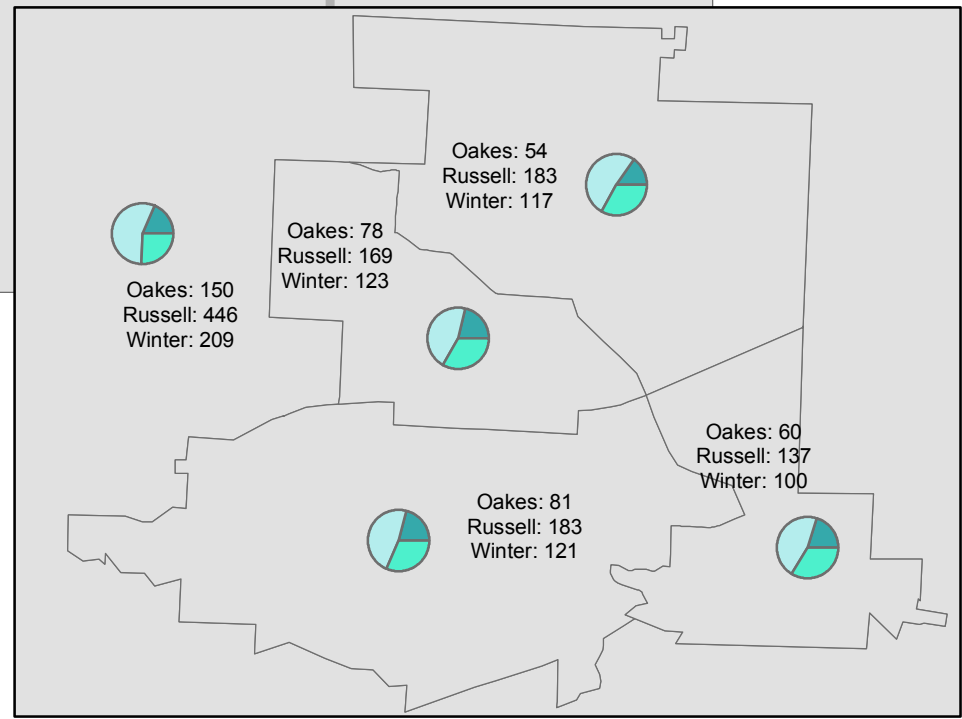 Oakes: 54
Russell: 183
Winter: 117
Oakes: 78
Russell: 169
Winter: 123
Oakes: 150
Russell: 446
Winter: 209
Oakes: 60
Russell: 137
Winter: 100
Oakes: 81
Russell: 183
Winter: 121